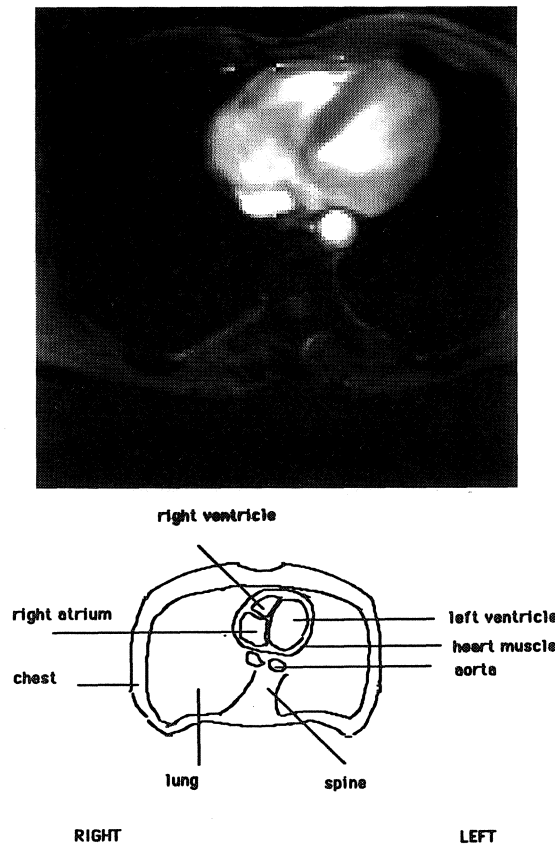 right ventricle
right atrium
left ventricle
heart muscle
aorta
chest
lung
spine
RIGHT
LEFT